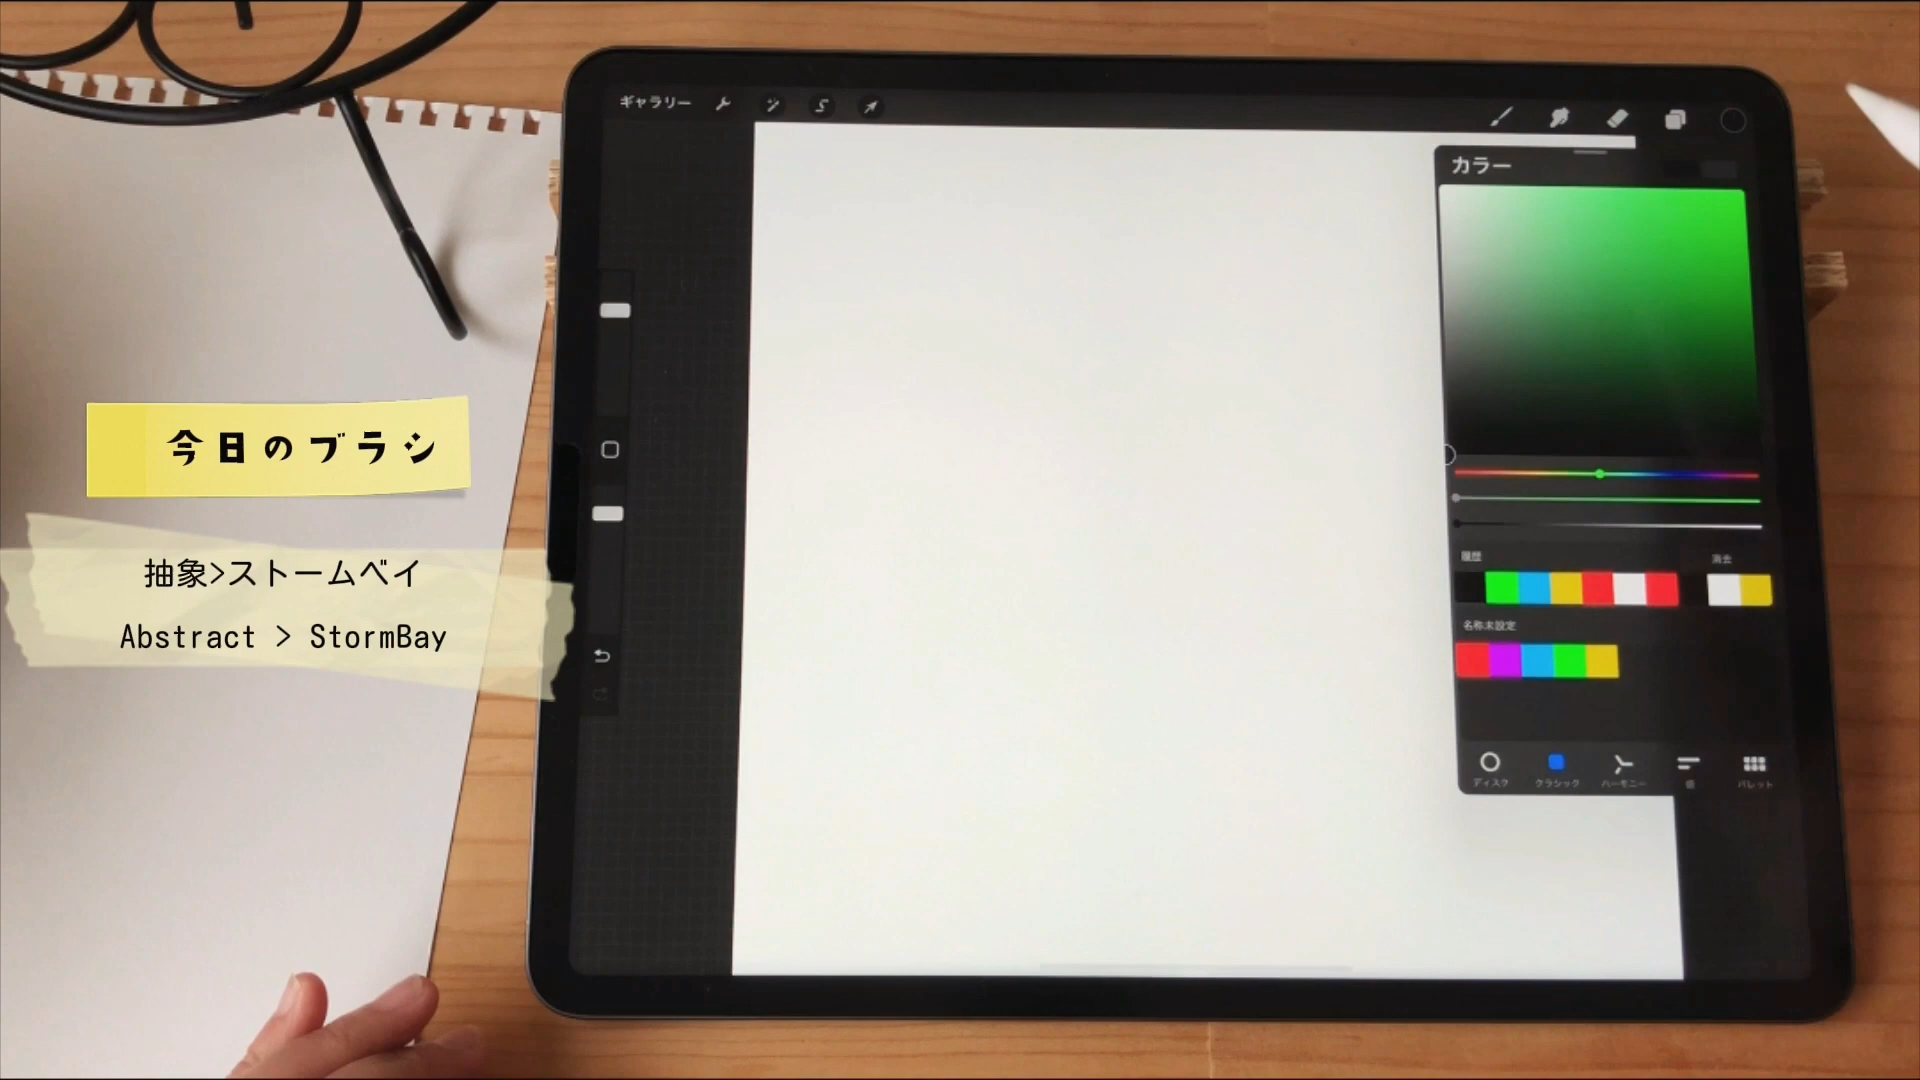 ギャラリー
カラー
今日のブラシ
抽象>ストームベイ
Abstract > StormBay
履歴
消去
名称未設定
ディスク
クラシック
ハーモニー
値
パレット